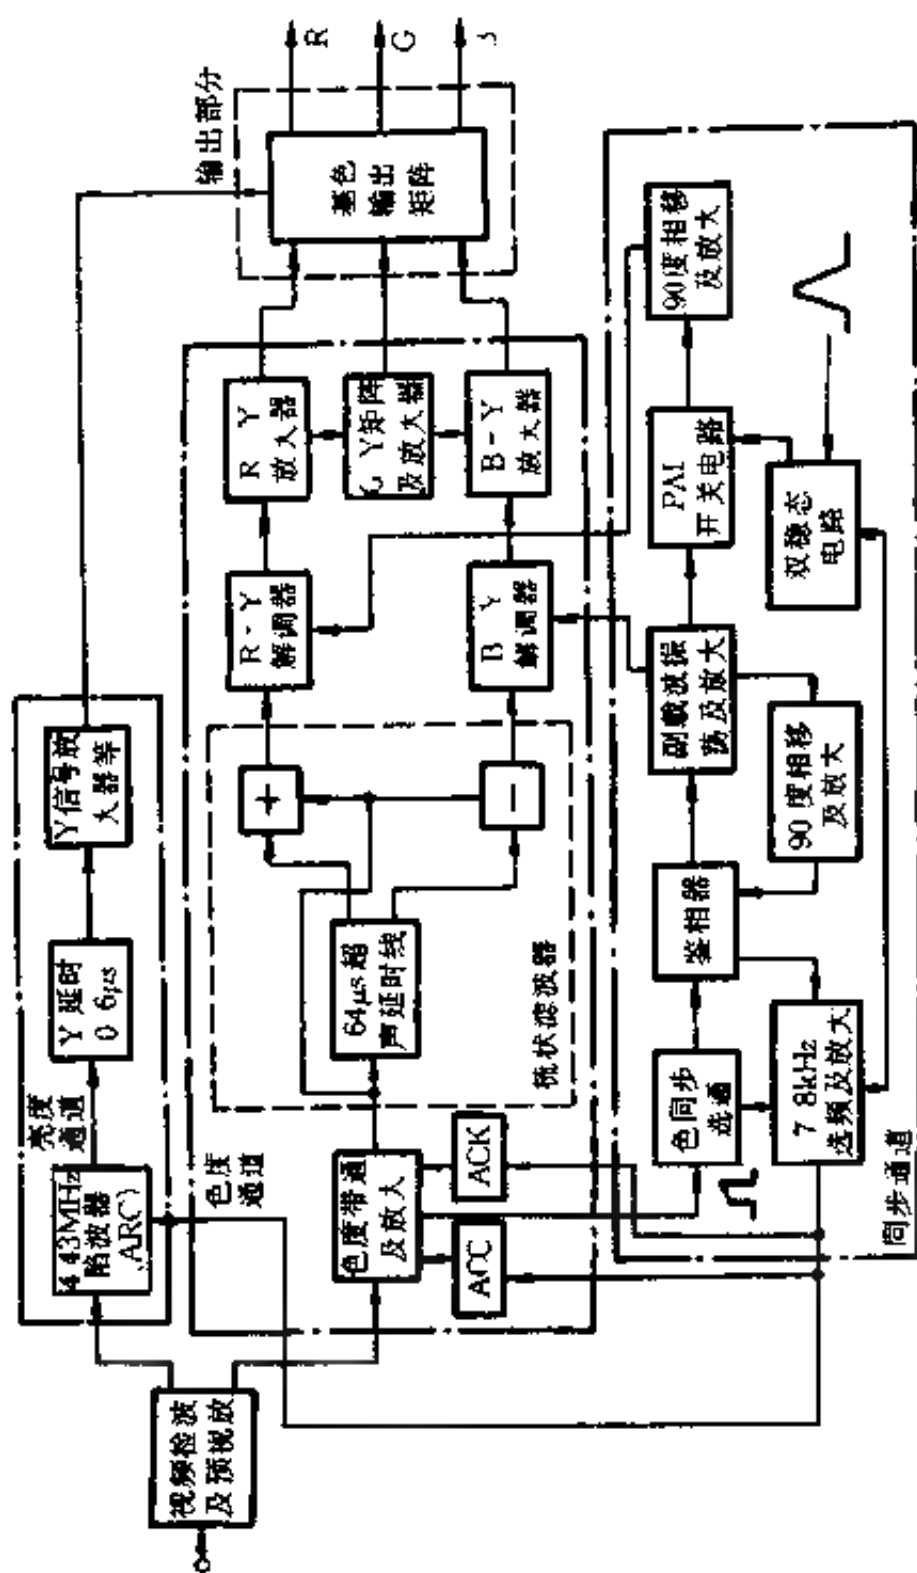 视频检波
及预视放
4.43MHz
陷波器
(ARC)
亮度
通道
Y 延时
0.6μs
Y信号放
大器等
输出部分
基色
输出
矩阵
R
G
色度
通道
色度带通
及放大
ACC
ACK
64μs超
声延时线
梳状滤波器
+
−
R-Y
解调器
B Y
解调器
R Y
放大器
G Y矩阵
及放大器
B-Y
放大器
色同步
选通
7.8kHz
选频及放大
鉴相器
90度相移
及放大
副载波振
荡及放大
PAL
开关电路
双稳态
电路
90度相移
及放大
同步通道